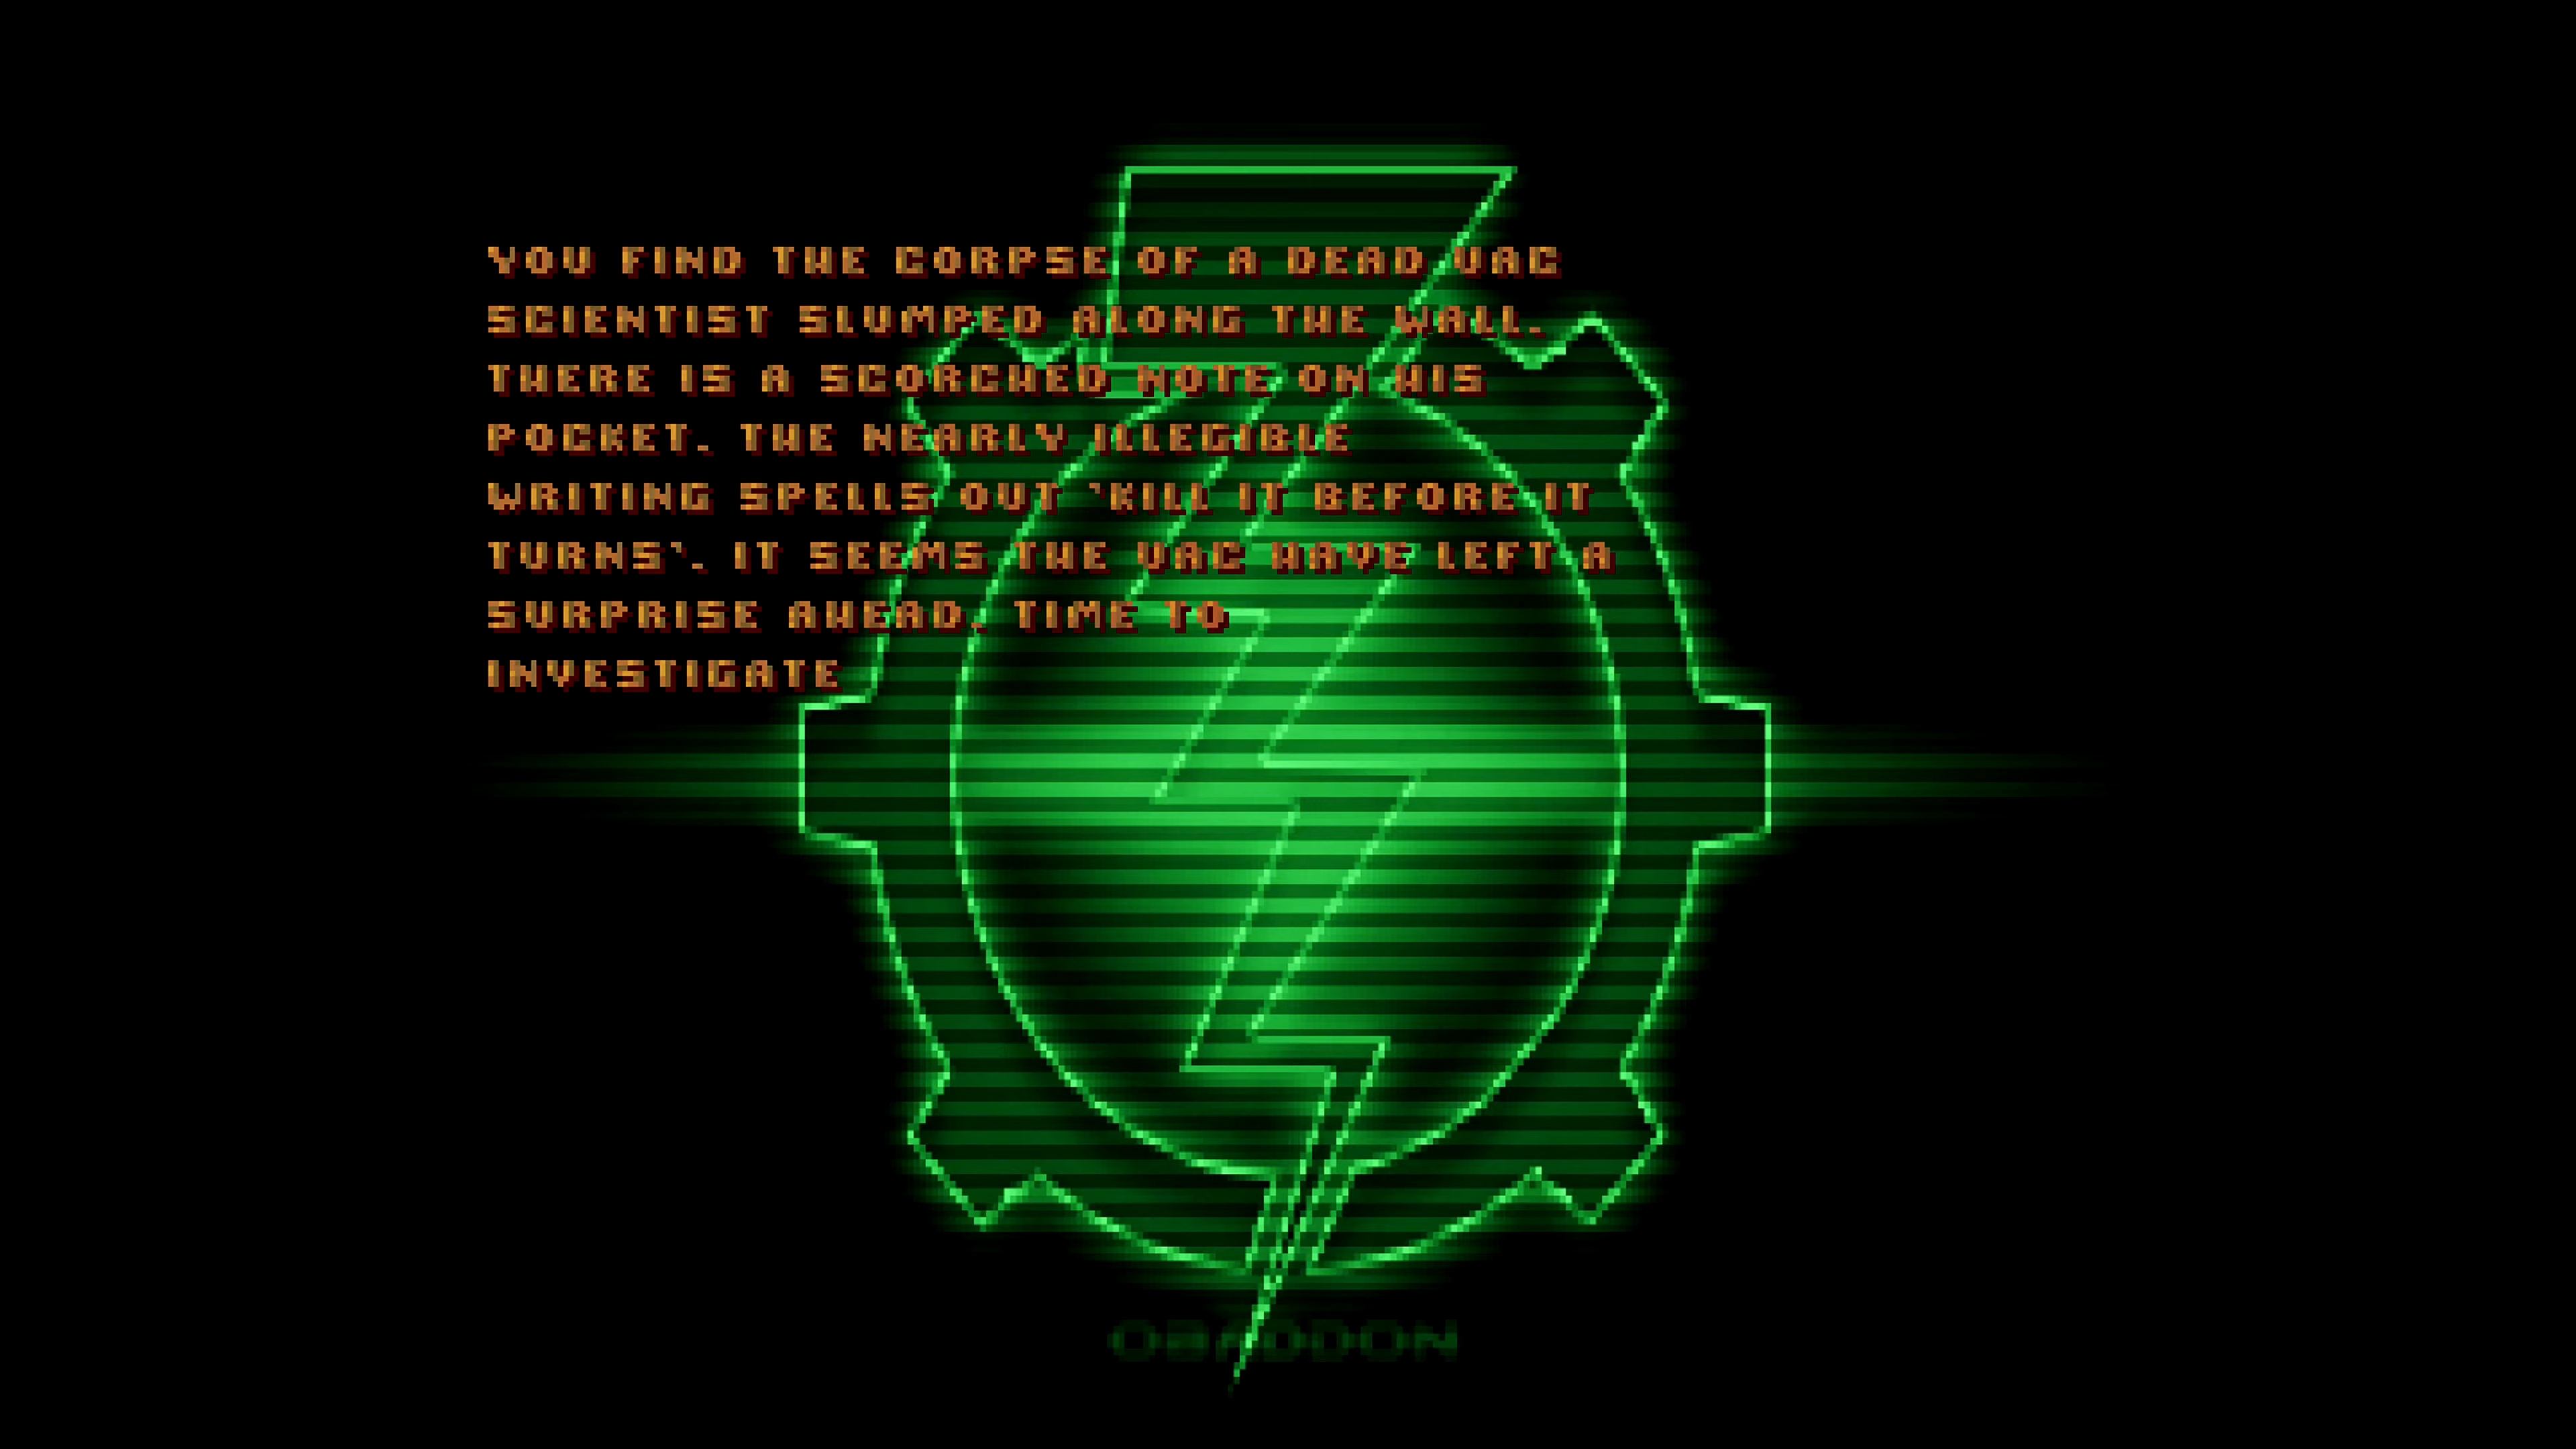 YOU FIND THE CORPSE OF A DEAD UAC
SCIENTIST SLUMPED ALONG THE WALL.
THERE IS A SCORCHED NOTE ON HIS
POCKET. THE NEARLY ILLEGIBLE
WRITING SPELLS OUT 'KILL IT BEFORE IT
TURNS'. IT SEEMS THE UAC HAVE LEFT A
SURPRISE AHEAD. TIME TO
INVESTIGATE
OBADDON